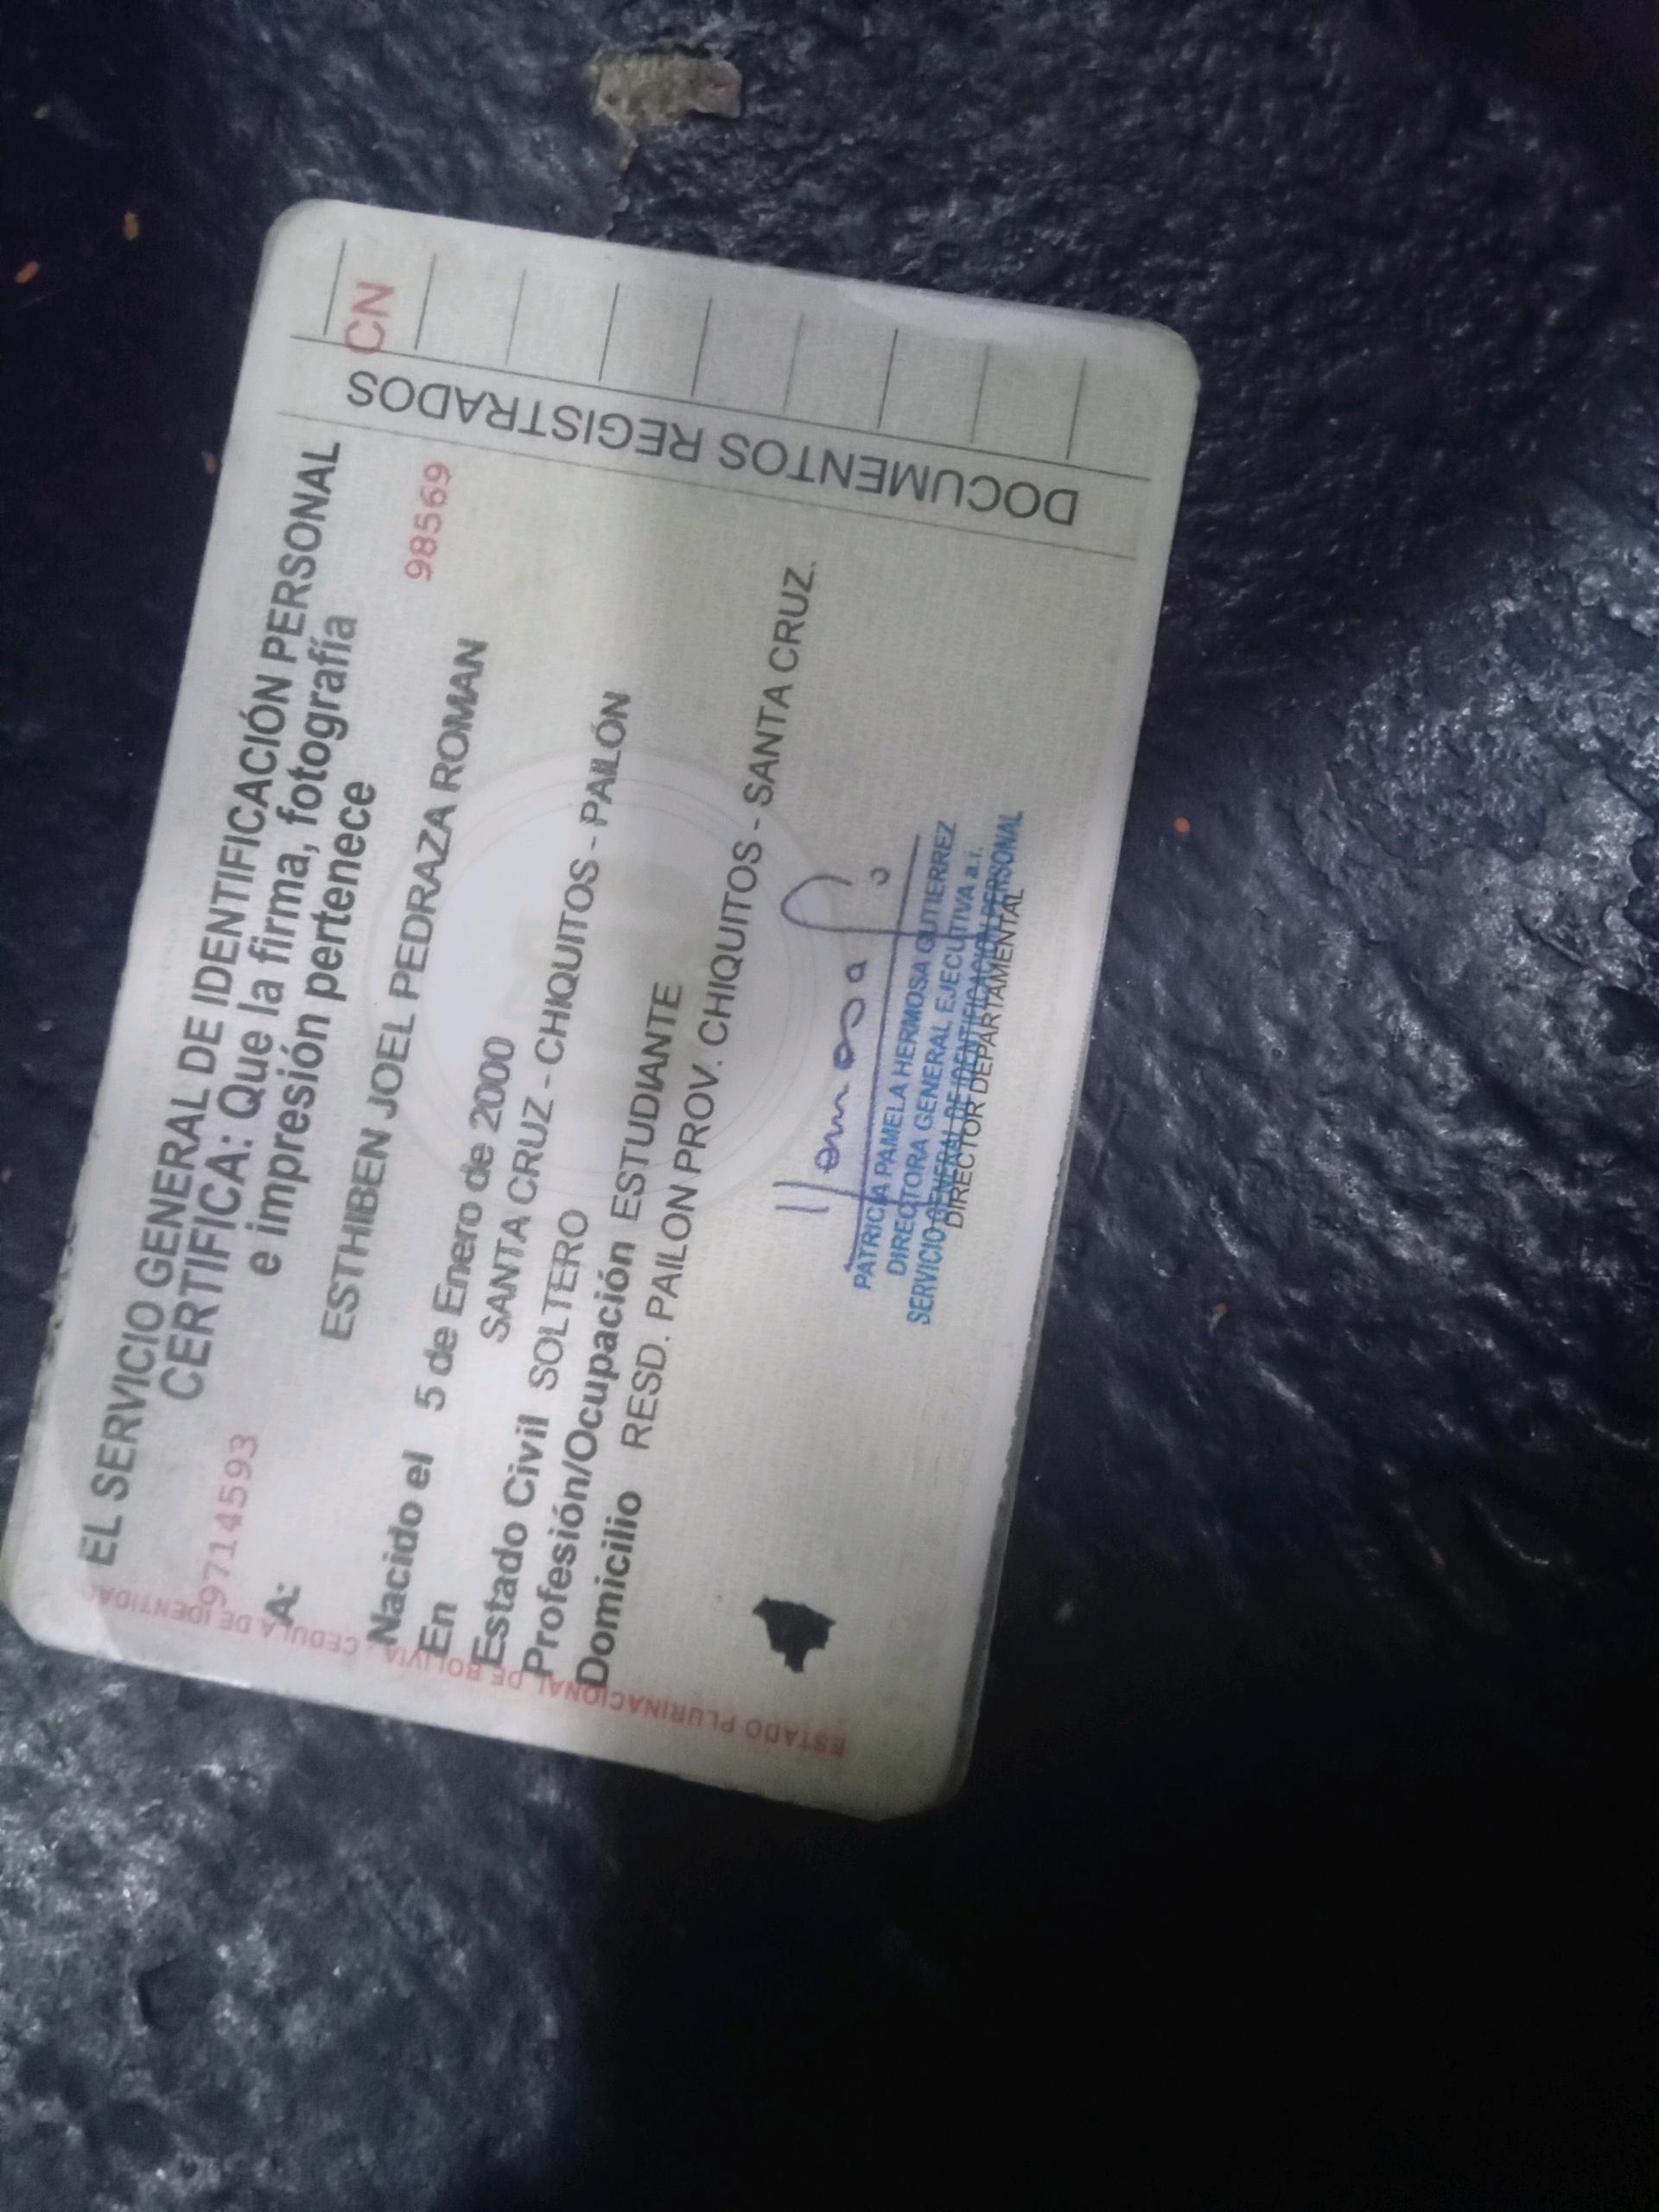 EL SERVICIO GENERAL DE IDENTIFICACIÓN PERSONAL
CERTIFICA: Que la firma, fotografía
e impresión pertenece
9714593
98569
A: ESTHIBEN JOEL PEDRAZA ROMAN
Nacido el 5 de Enero de 2000
En SANTA CRUZ - CHIQUITOS - PAILÓN
Estado Civil SOLTERO
Profesión/Ocupación ESTUDIANTE
Domicilio RESD. PAILON PROV. CHIQUITOS - SANTA CRUZ.
PATRICIA PAMELA HERMOSA GUTIERREZ
DIRECTORA GENERAL EJECUTIVA a.i.
SERVICIO GENERAL DE IDENTIFICACION PERSONAL
DIRECTOR DEPARTAMENTAL
ESTADO PLURINACIONAL DE BOLIVIA - CEDULA DE IDENTIDAD
DOCUMENTOS REGISTRADOS
CN